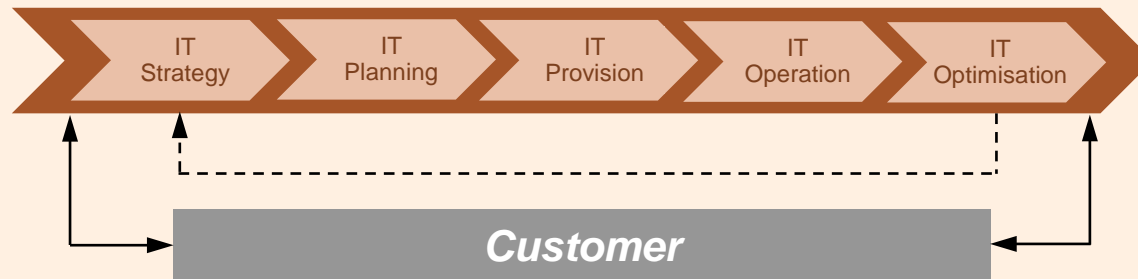 IT
Strategy
IT
Planning
IT
Provision
IT
Operation
IT
Optimisation
Customer